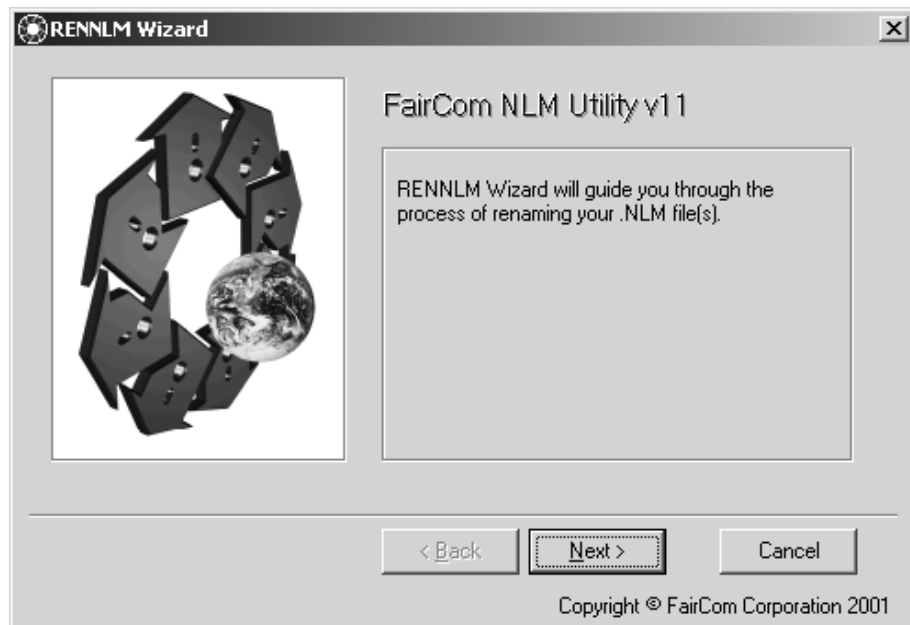 RENNLM Wizard
FairCom NLM Utility v11
RENNLM Wizard will guide you through the
process of renaming your .NLM file(s).
< Back
Next >
Cancel
Copyright © FairCom Corporation 2001